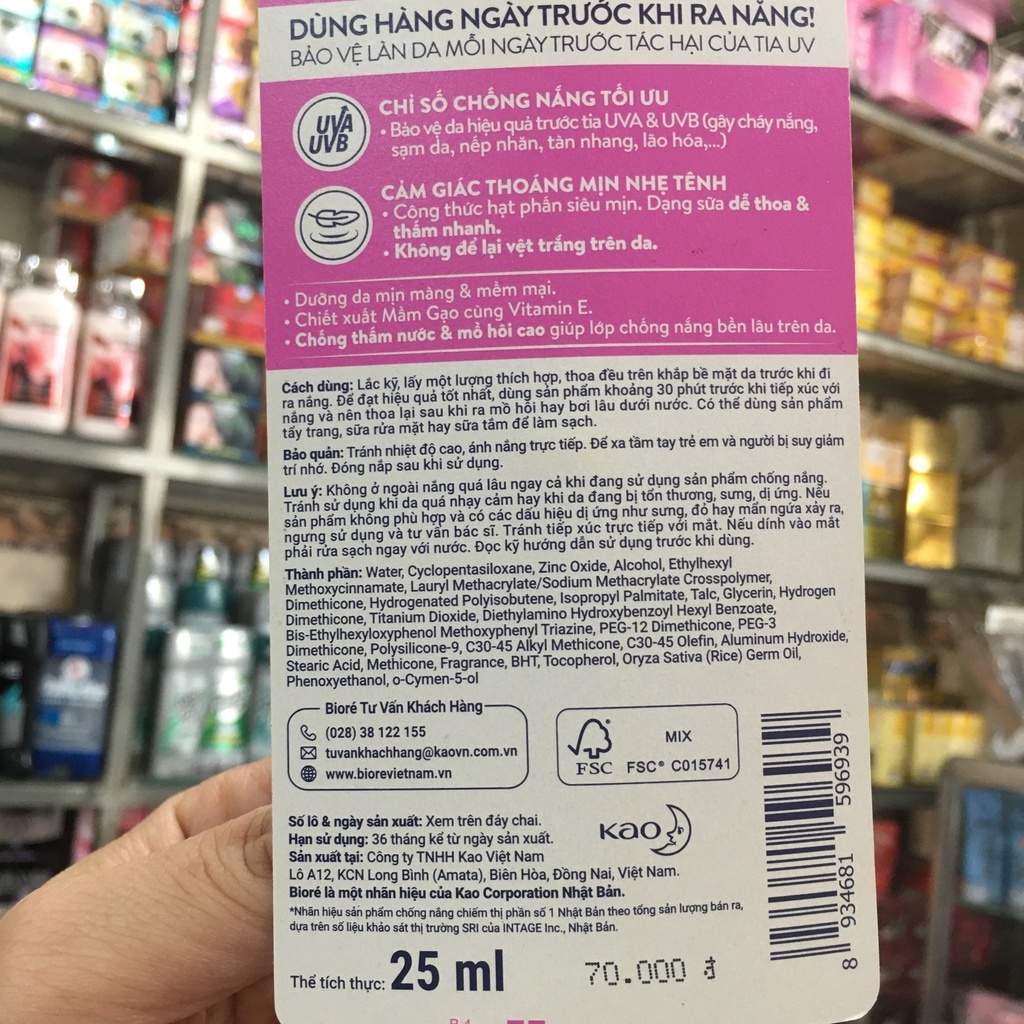 DÙNG HÀNG NGÀY TRƯỚC KHI RA NẮNG!
BẢO VỆ LÀN DA MỖI NGÀY TRƯỚC TÁC HẠI CỦA TIA UV
UVA
UVB
CHỈ SỐ CHỐNG NẮNG TỐI ƯU
• Bảo vệ da hiệu quả trước tia UVA & UVB (gây cháy nắng,
sạm da, nếp nhăn, tàn nhang, lão hóa,...)
CẢM GIÁC THOÁNG MỊN NHẸ TÊNH
• Công thức hạt phấn siêu mịn. Dạng sữa dễ thoa &
thấm nhanh.
• Không để lại vệt trắng trên da.
• Dưỡng da mịn màng & mềm mại.
• Chiết xuất Mầm Gạo cùng Vitamin E.
• Chống thấm nước & mồ hôi cao giúp lớp chống nắng bền lâu trên da.
Cách dùng: Lắc kỹ, lấy một lượng thích hợp, thoa đều trên khắp bề mặt da trước khi đi
ra nắng. Để đạt hiệu quả tốt nhất, dùng sản phẩm khoảng 30 phút trước khi tiếp xúc với
nắng và nên thoa lại sau khi ra mồ hôi hay bơi lâu dưới nước. Có thể dùng sản phẩm
tẩy trang, sữa rửa mặt hay sữa tắm để làm sạch.
Bảo quản: Tránh nhiệt độ cao, ánh nắng trực tiếp. Để xa tầm tay trẻ em và người bị suy giảm
trí nhớ. Đóng nắp sau khi sử dụng.
Lưu ý: Không ở ngoài nắng quá lâu ngay cả khi đang sử dụng sản phẩm chống nắng.
Tránh sử dụng khi da quá nhạy cảm hay khi da đang bị tổn thương, sưng, dị ứng. Nếu
sản phẩm không phù hợp và có các dấu hiệu dị ứng như sưng, đỏ hay mẩn ngứa xảy ra,
ngưng sử dụng và tư vấn bác sĩ. Tránh tiếp xúc trực tiếp với mắt. Nếu dính vào mắt
phải rửa sạch ngay với nước. Đọc kỹ hướng dẫn sử dụng trước khi dùng.
Thành phần: Water, Cyclopentasiloxane, Zinc Oxide, Alcohol, Ethylhexyl
Methoxycinnamate, Lauryl Methacrylate/Sodium Methacrylate Crosspolymer,
Dimethicone, Hydrogenated Polyisobutene, Isopropyl Palmitate, Talc, Glycerin, Hydrogen
Dimethicone, Titanium Dioxide, Diethylamino Hydroxybenzoyl Hexyl Benzoate,
Bis-Ethylhexyloxyphenol Methoxyphenyl Triazine, PEG-12 Dimethicone, PEG-3
Dimethicone, Polysilicone-9, C30-45 Alkyl Methicone, C30-45 Olefin, Aluminum Hydroxide,
Stearic Acid, Methicone, Fragrance, BHT, Tocopherol, Oryza Sativa (Rice) Germ Oil,
Phenoxyethanol, o-Cymen-5-ol
Bioré Tư Vấn Khách Hàng
(028) 38 122 155
tuvankhachhang@kaovn.com.vn
www.biorevietnam.vn
FSC
MIX
FSC® C015741
Số lô & ngày sản xuất: Xem trên đáy chai.
Hạn sử dụng: 36 tháng kể từ ngày sản xuất.
Sản xuất tại: Công ty TNHH Kao Việt Nam
Lô A12, KCN Long Bình (Amata), Biên Hòa, Đồng Nai, Việt Nam.
Bioré là một nhãn hiệu của Kao Corporation Nhật Bản.
Kao
*Nhãn hiệu sản phẩm chống nắng chiếm thị phần số 1 Nhật Bản theo tổng sản lượng bán ra,
dựa trên số liệu khảo sát thị trường SRI của INTAGE Inc., Nhật Bản.
Thể tích thực: 25 ml
70.000 đ
8 934681 596939